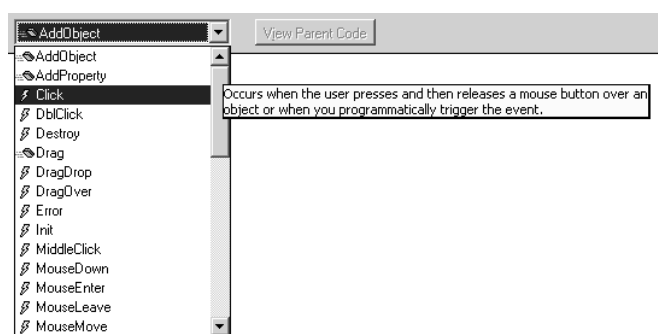 AddObject
View Parent Code
AddObject
AddProperty
Click
Occurs when the user presses and then releases a mouse button over an
object or when you programmatically trigger the event.
DblClick
Destroy
Drag
DragDrop
DragOver
Error
Init
MiddleClick
MouseDown
MouseEnter
MouseLeave
MouseMove